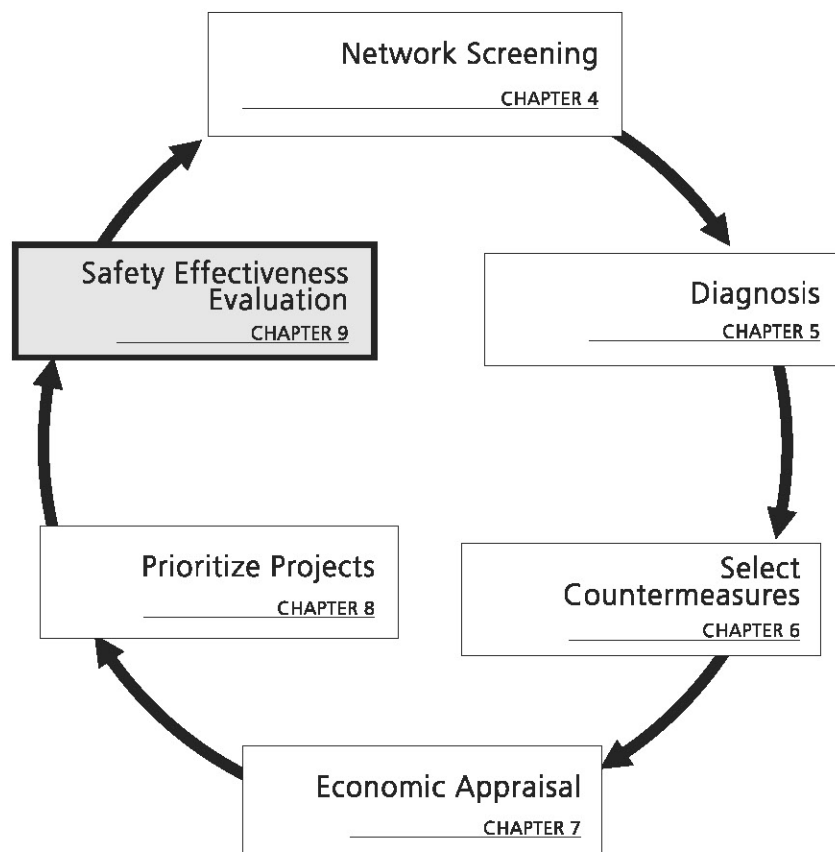 Network Screening
CHAPTER 4
Diagnosis
CHAPTER 5
Select
Countermeasures
CHAPTER 6
Economic Appraisal
CHAPTER 7
Prioritize Projects
CHAPTER 8
Safety Effectiveness
Evaluation
CHAPTER 9